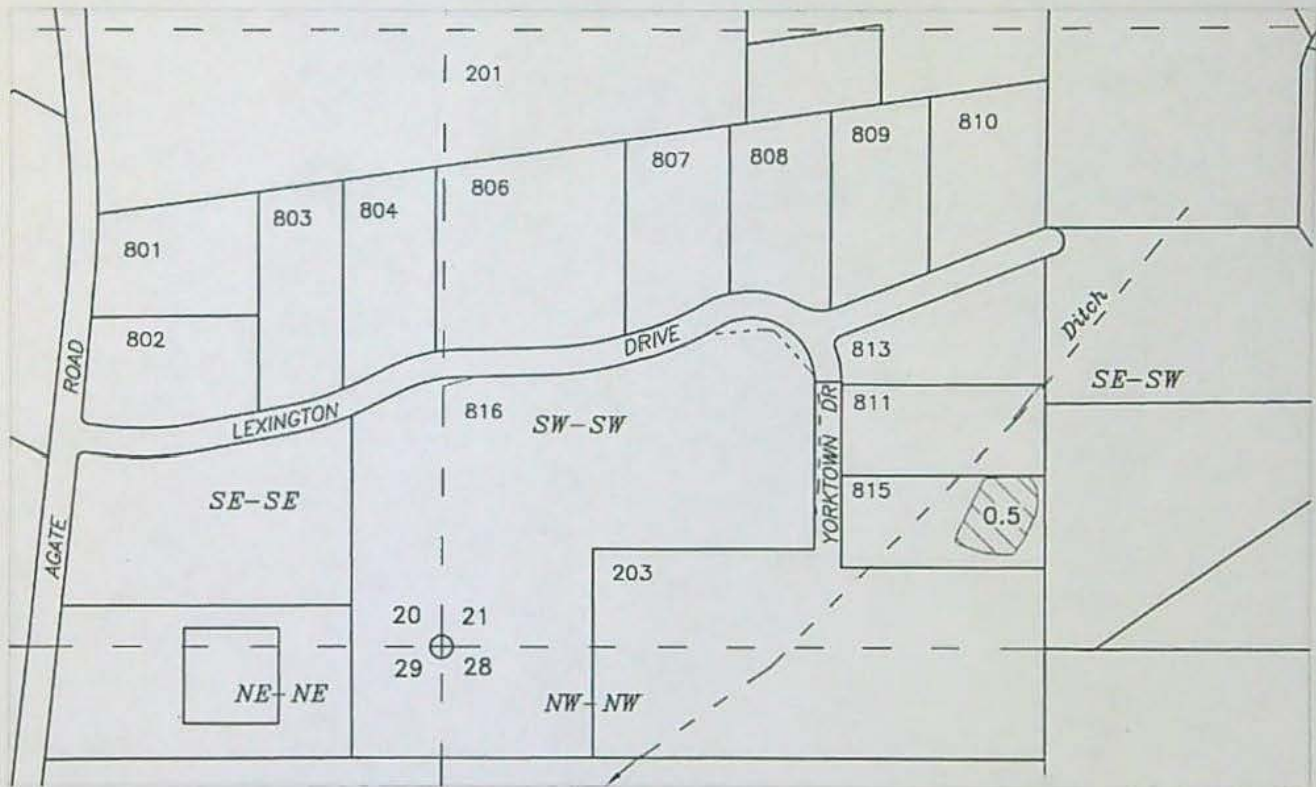 201
810
809
808
807
806
804
803
801
802
ROAD
LEXINGTON
DRIVE
Ditch
813
SE-SW
811
YORKTOWN DR
816
SW-SW
815
0.5
SE-SE
AGATE
203
20 21
29 28
NE-NE
NW-NW